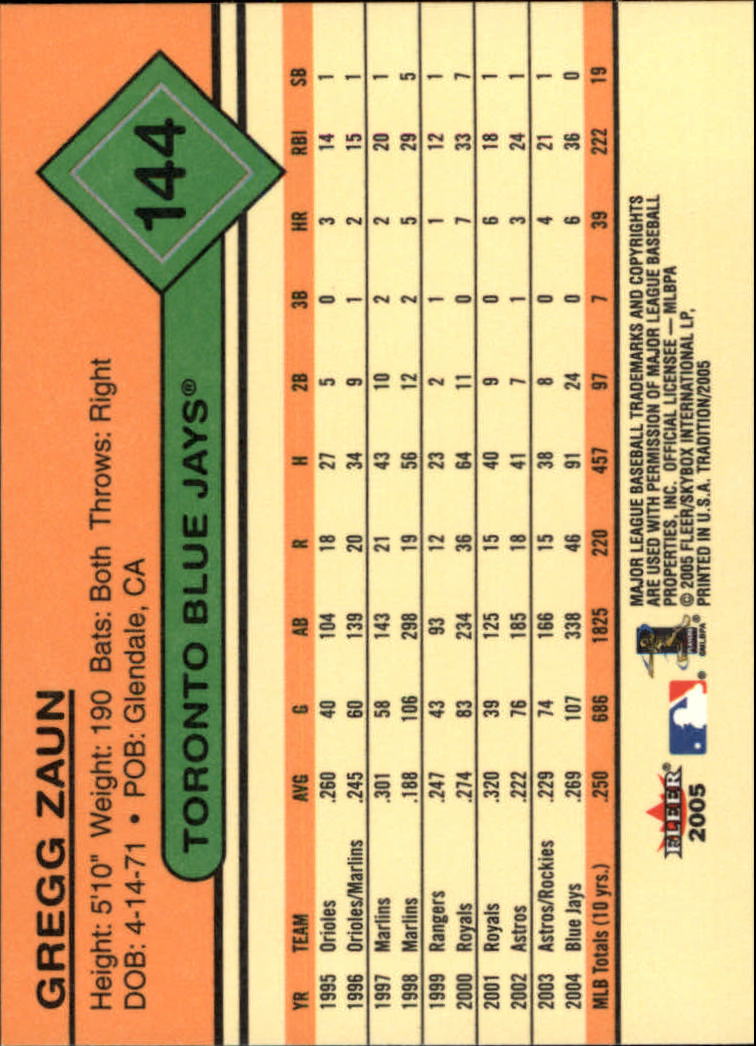 GREGG ZAUN
144
Height: 5'10" Weight: 190 Bats: Both Throws: Right
DOB: 4-14-71 • POB: Glendale, CA
TORONTO BLUE JAYS®
YR TEAM AVG G AB R H 2B 3B HR RBI SB
1995 Orioles .260 40 104 18 27 5 0 3 14 1
1996 Orioles/Marlins .245 60 139 20 34 9 1 2 15 1
1997 Marlins .301 58 143 21 43 10 2 2 20 1
1998 Marlins .188 106 298 19 56 12 2 5 29 5
1999 Rangers .247 43 93 12 23 2 1 1 12 1
2000 Royals .274 83 234 36 64 11 0 7 33 7
2001 Royals .320 39 125 15 40 9 0 6 18 1
2002 Astros .222 76 185 18 41 7 1 3 24 1
2003 Astros/Rockies .229 74 166 15 38 8 0 4 21 1
2004 Blue Jays .269 107 338 46 91 24 0 6 36 0
MLB Totals (10 yrs.) .250 686 1825 220 457 97 7 39 222 19
FLEER®
2005
MAJOR LEAGUE BASEBALL TRADEMARKS AND COPYRIGHTS
ARE USED WITH PERMISSION OF MAJOR LEAGUE BASEBALL
PROPERTIES, INC. OFFICIAL LICENSEE — MLBPA
© 2005 FLEER/SKYBOX INTERNATIONAL LP,
PRINTED IN U.S.A. TRADITION/2005